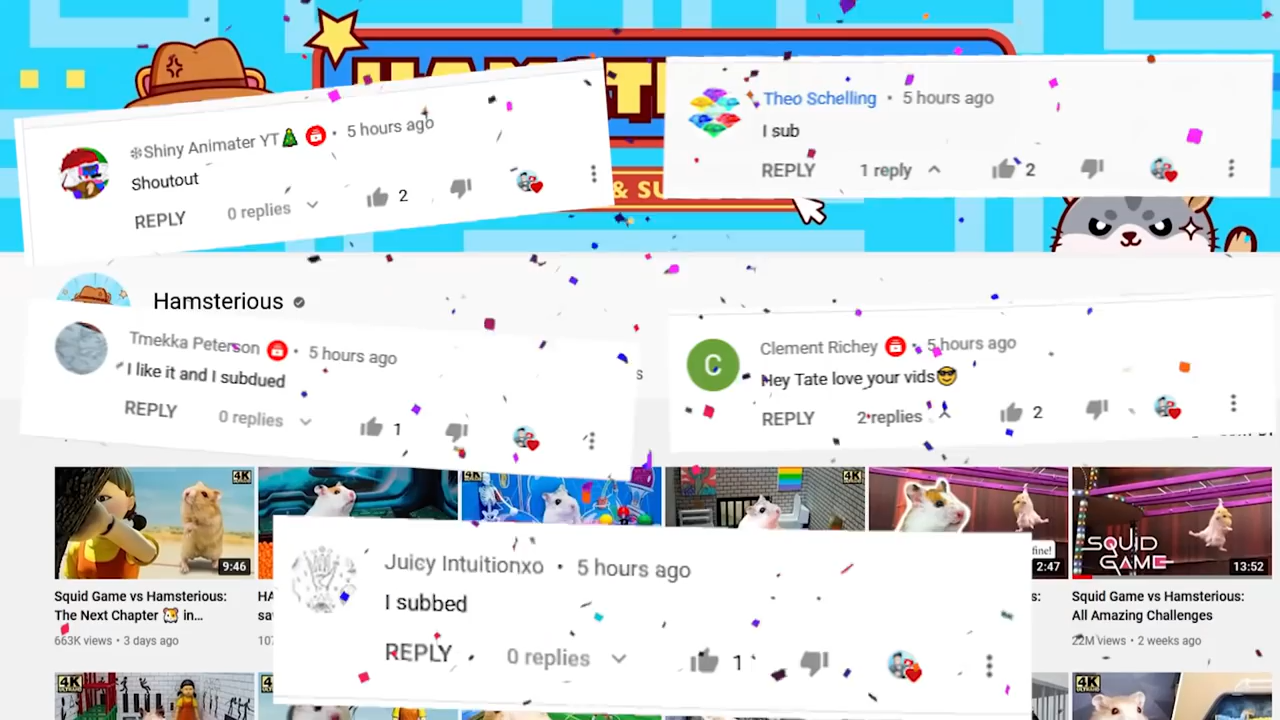 ❄Shiny Animater YT🎄 • 5 hours ago
Shoutout
REPLY 0 replies 2
Theo Schelling • 5 hours ago
I sub
REPLY 1 reply 2
& SU
Hamsterious
Tmekka Peterson • 5 hours ago
I like it and I subdued
REPLY 0 replies 1
Clement Richey • 5 hours ago
C
Hey Tate love your vids😎
REPLY 2 replies 2
4K
4K
4K
9:46
fine!
2:47
SQUID
GAME
13:52
Squid Game vs Hamsterious:
The Next Chapter 🐹 in…
663K views • 3 days ago
Juicy Intuitionxo • 5 hours ago
I subbed
REPLY 0 replies 1
Squid Game vs Hamsterious:
All Amazing Challenges
22M views • 2 weeks ago
4K
4K